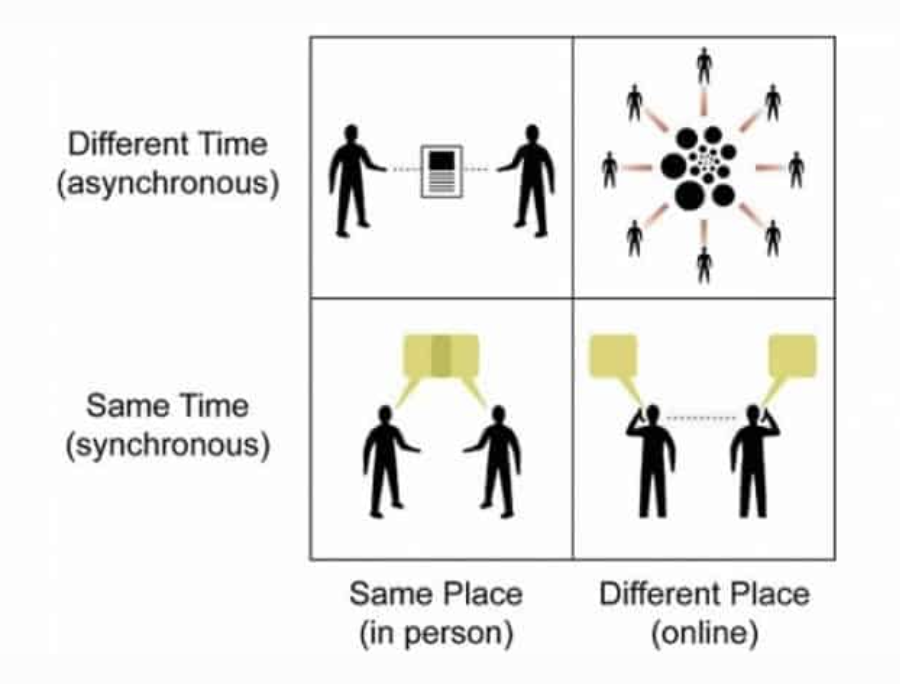 Different Time
(asynchronous)
Same Time
(synchronous)
Same Place
(in person)
Different Place
(online)